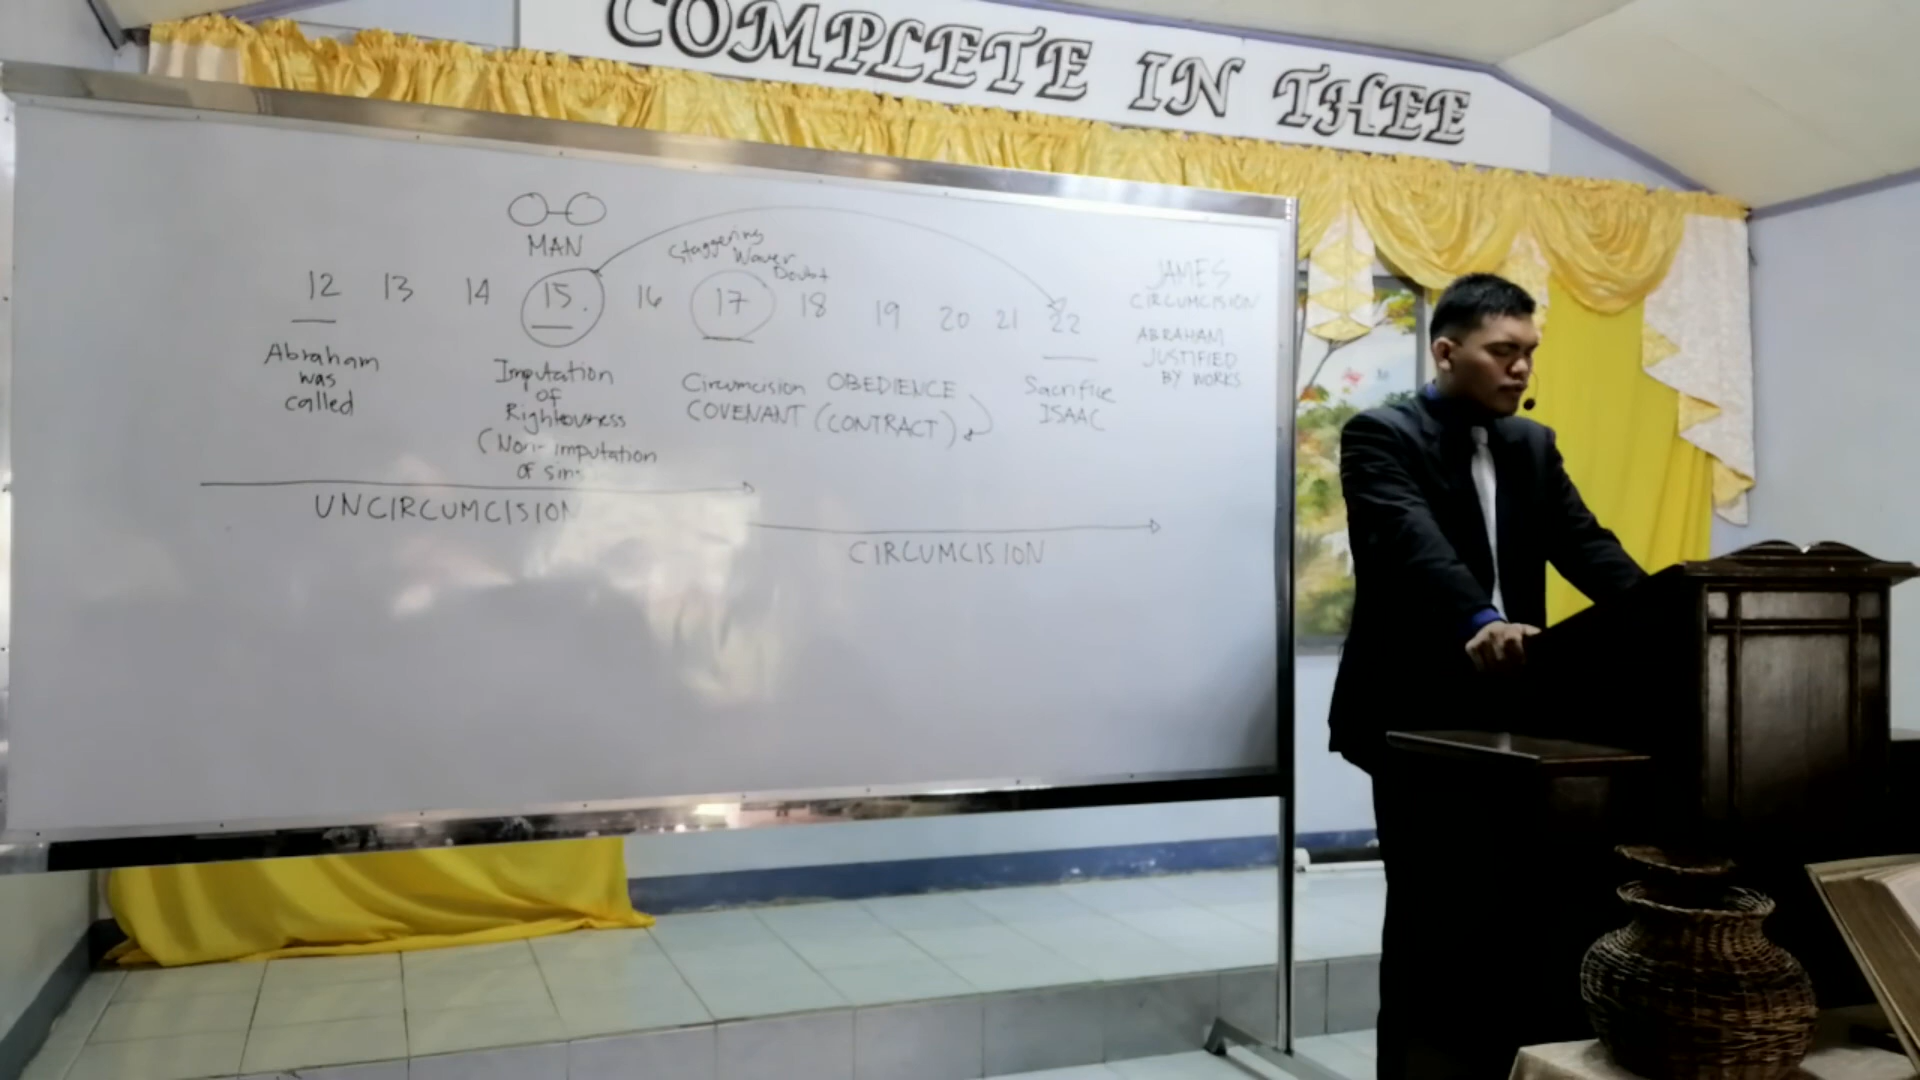 COMPLETE IN THEE
MAN
Staggering
Waver
Doubt
12 13 14 15. 16 17 18 19 20 21 22
Abraham
was
called
Imputation
of
(Non-imputation
of sins
Circumcision OBEDIENCE
COVENANT (CONTRACT)
Sacrifice
ISAAC
JAMES
CIRCUMCISION
ABRAHAM
JUSTIFIED
BY WORKS
UNCIRCUMCISION
CIRCUMCISION